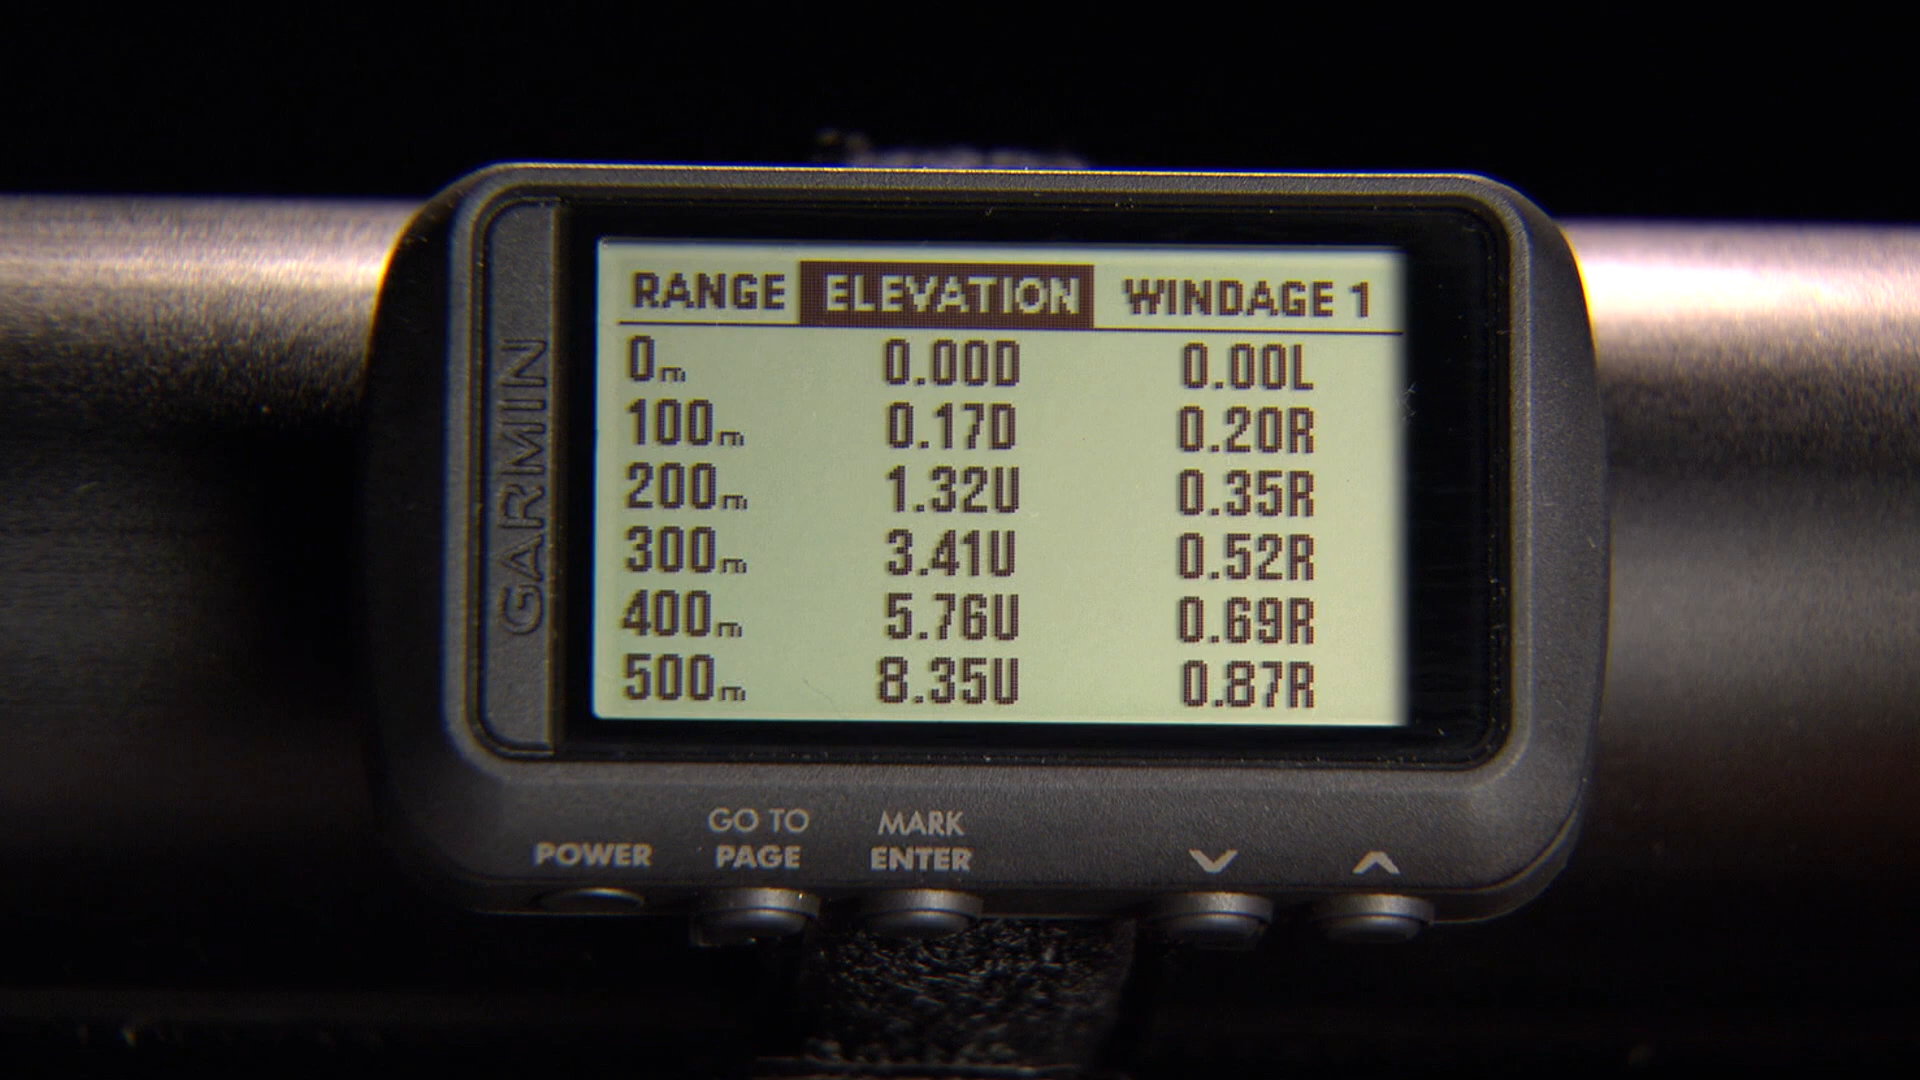 GARMIN
RANGE ELEVATION WINDAGE 1
0m 0.00D 0.00L
100m 0.17D 0.20R
200m 1.32U 0.35R
300m 3.41U 0.52R
400m 5.76U 0.69R
500m 8.35U 0.87R
GO TO MARK
POWER PAGE ENTER